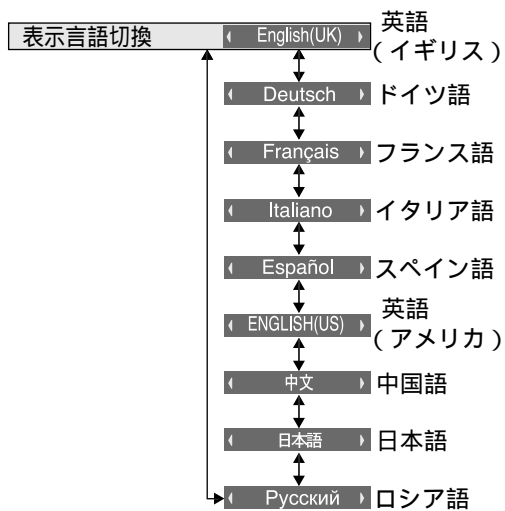 表示言語切換 English(UK) 英語
(イギリス)
Deutsch ドイツ語
Français フランス語
Italiano イタリア語
Español スペイン語
ENGLISH(US) 英語
(アメリカ)
中文 中国語
日本語 日本語
Русский ロシア語